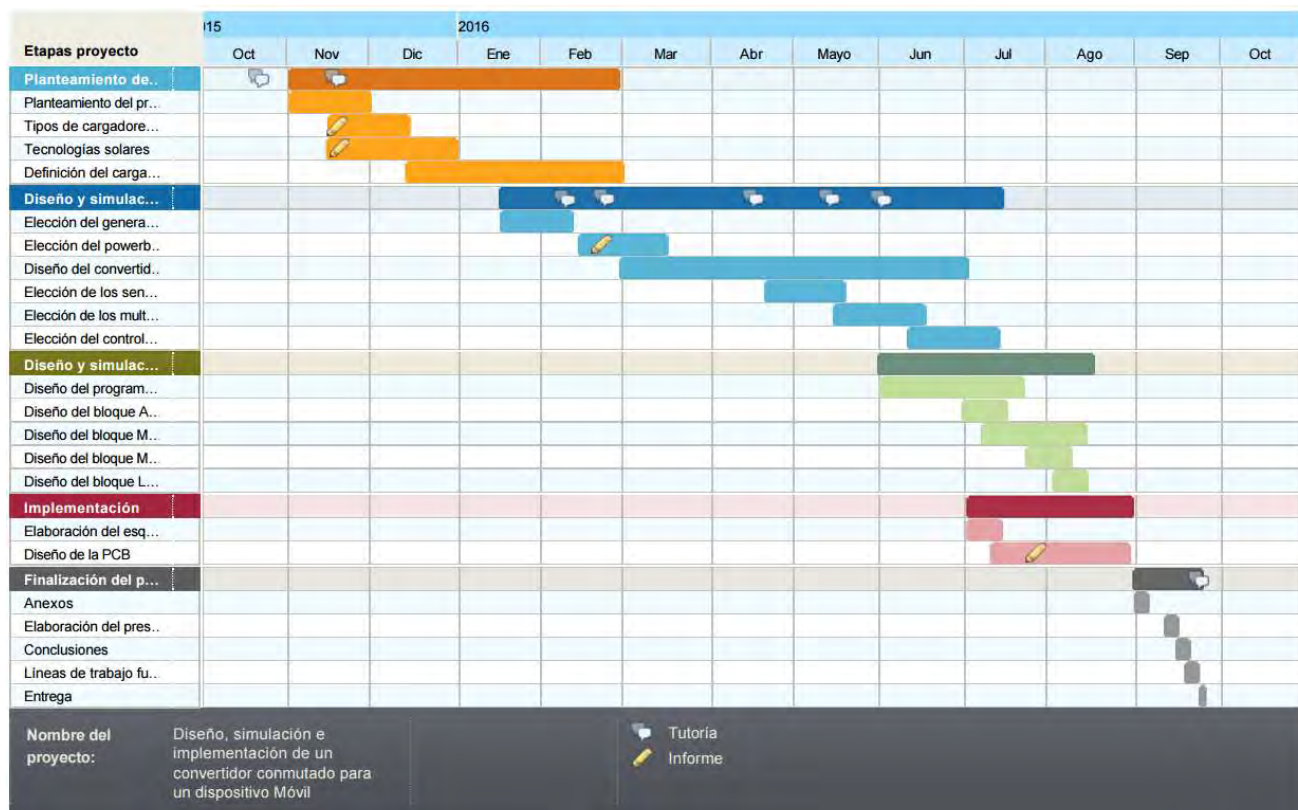 15 2016
Etapas proyecto Oct Nov Dic Ene Feb Mar Abr Mayo Jun Jul Ago Sep Oct
Planteamiento de..
Planteamiento del pr...
Tipos de cargadore...
Tecnologías solares
Definición del carga...
Diseño y simulac...
Elección del genera...
Elección del powerb..
Diseño del convertid..
Elección de los sen...
Elección de los mult...
Elección del control...
Diseño y simulac...
Diseño del program...
Diseño del bloque A..
Diseño del bloque M..
Diseño del bloque M..
Diseño del bloque L...
Implementación
Elaboración del esq...
Diseño de la PCB
Finalización del p...
Anexos
Elaboración del pres..
Conclusiones
Líneas de trabajo fu..
Entrega
Nombre del
proyecto:
Diseño, simulación e
implementación de un
convertidor conmutado para
un dispositivo Móvil
Tutoría
Informe